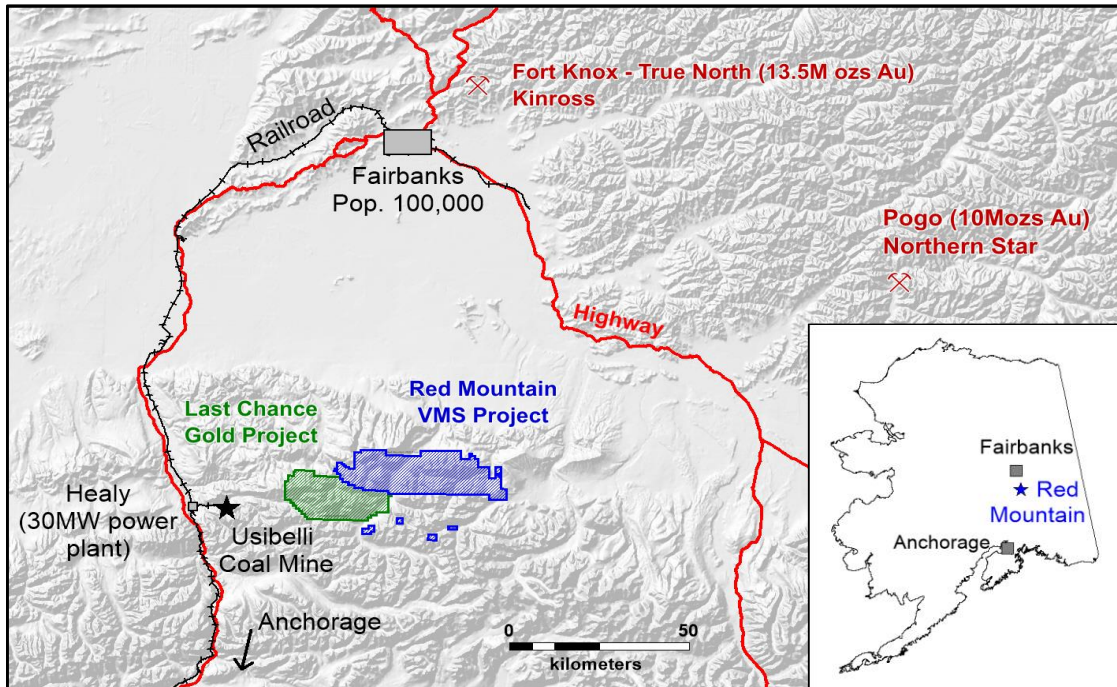 Fort Knox - True North (13.5M ozs Au)
Kinross
Railroad
Fairbanks
Pop. 100,000
Pogo (10Mozs Au)
Northern Star
Highway
Red Mountain
VMS Project
Last Chance
Gold Project
Healy
(30MW power
plant)
Usibelli
Coal Mine
Anchorage
0 50
kilometers
Fairbanks
Red
Mountain
Anchorage